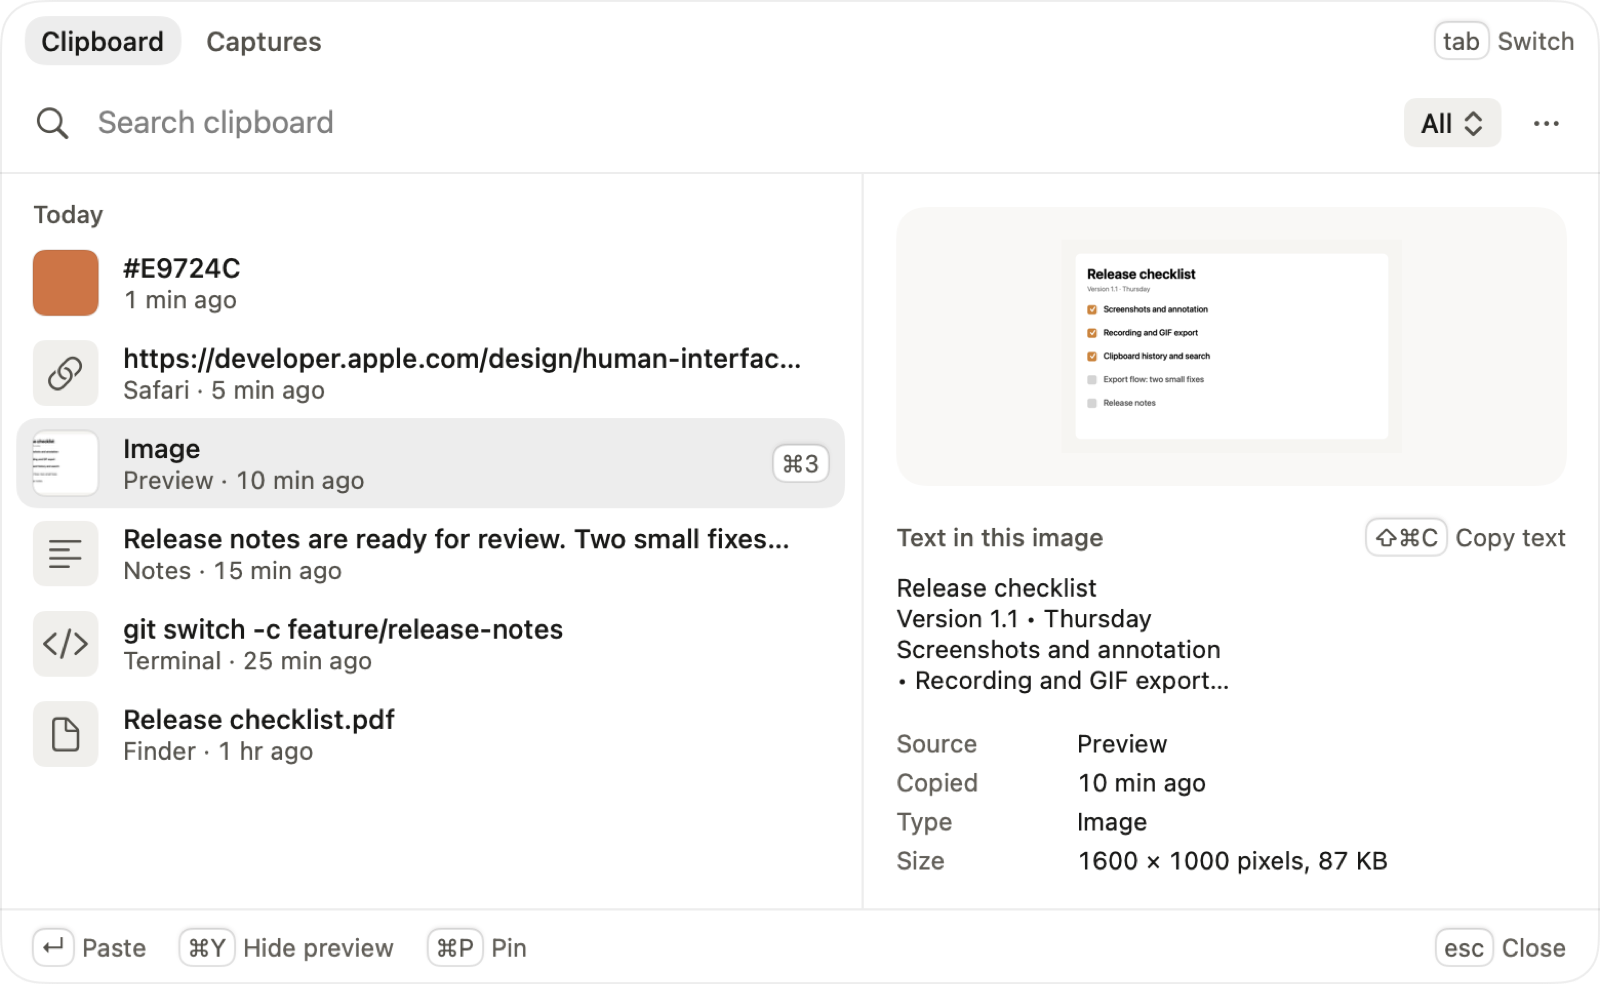 Clipboard Captures tab Switch
Search clipboard All ...
Today
#E9724C
1 min ago
https://developer.apple.com/design/human-interfac...
Safari · 5 min ago
Image
Preview · 10 min ago
⌘3
Release notes are ready for review. Two small fixes...
Notes · 15 min ago
git switch -c feature/release-notes
Terminal · 25 min ago
Release checklist.pdf
Finder · 1 hr ago
Release checklist
Version 1.1 · Thursday
Screenshots and annotation
Recording and GIF export
Clipboard history and search
Export flow: two small fixes
Release notes
Text in this image ⇧⌘C Copy text
Release checklist
Version 1.1 • Thursday
Screenshots and annotation
• Recording and GIF export...
Source Preview
Copied 10 min ago
Type Image
Size 1600 × 1000 pixels, 87 KB
↵ Paste ⌘Y Hide preview ⌘P Pin esc Close